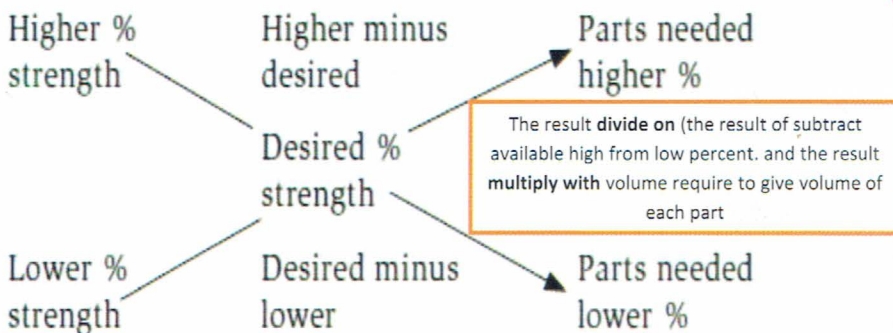 Higher %
strength
Higher minus
desired
Parts needed
higher %
Desired %
strength
The result divide on (the result of subtract
available high from low percent. and the result
multiply with volume require to give volume of
each part
Lower %
strength
Desired minus
lower
Parts needed
lower %